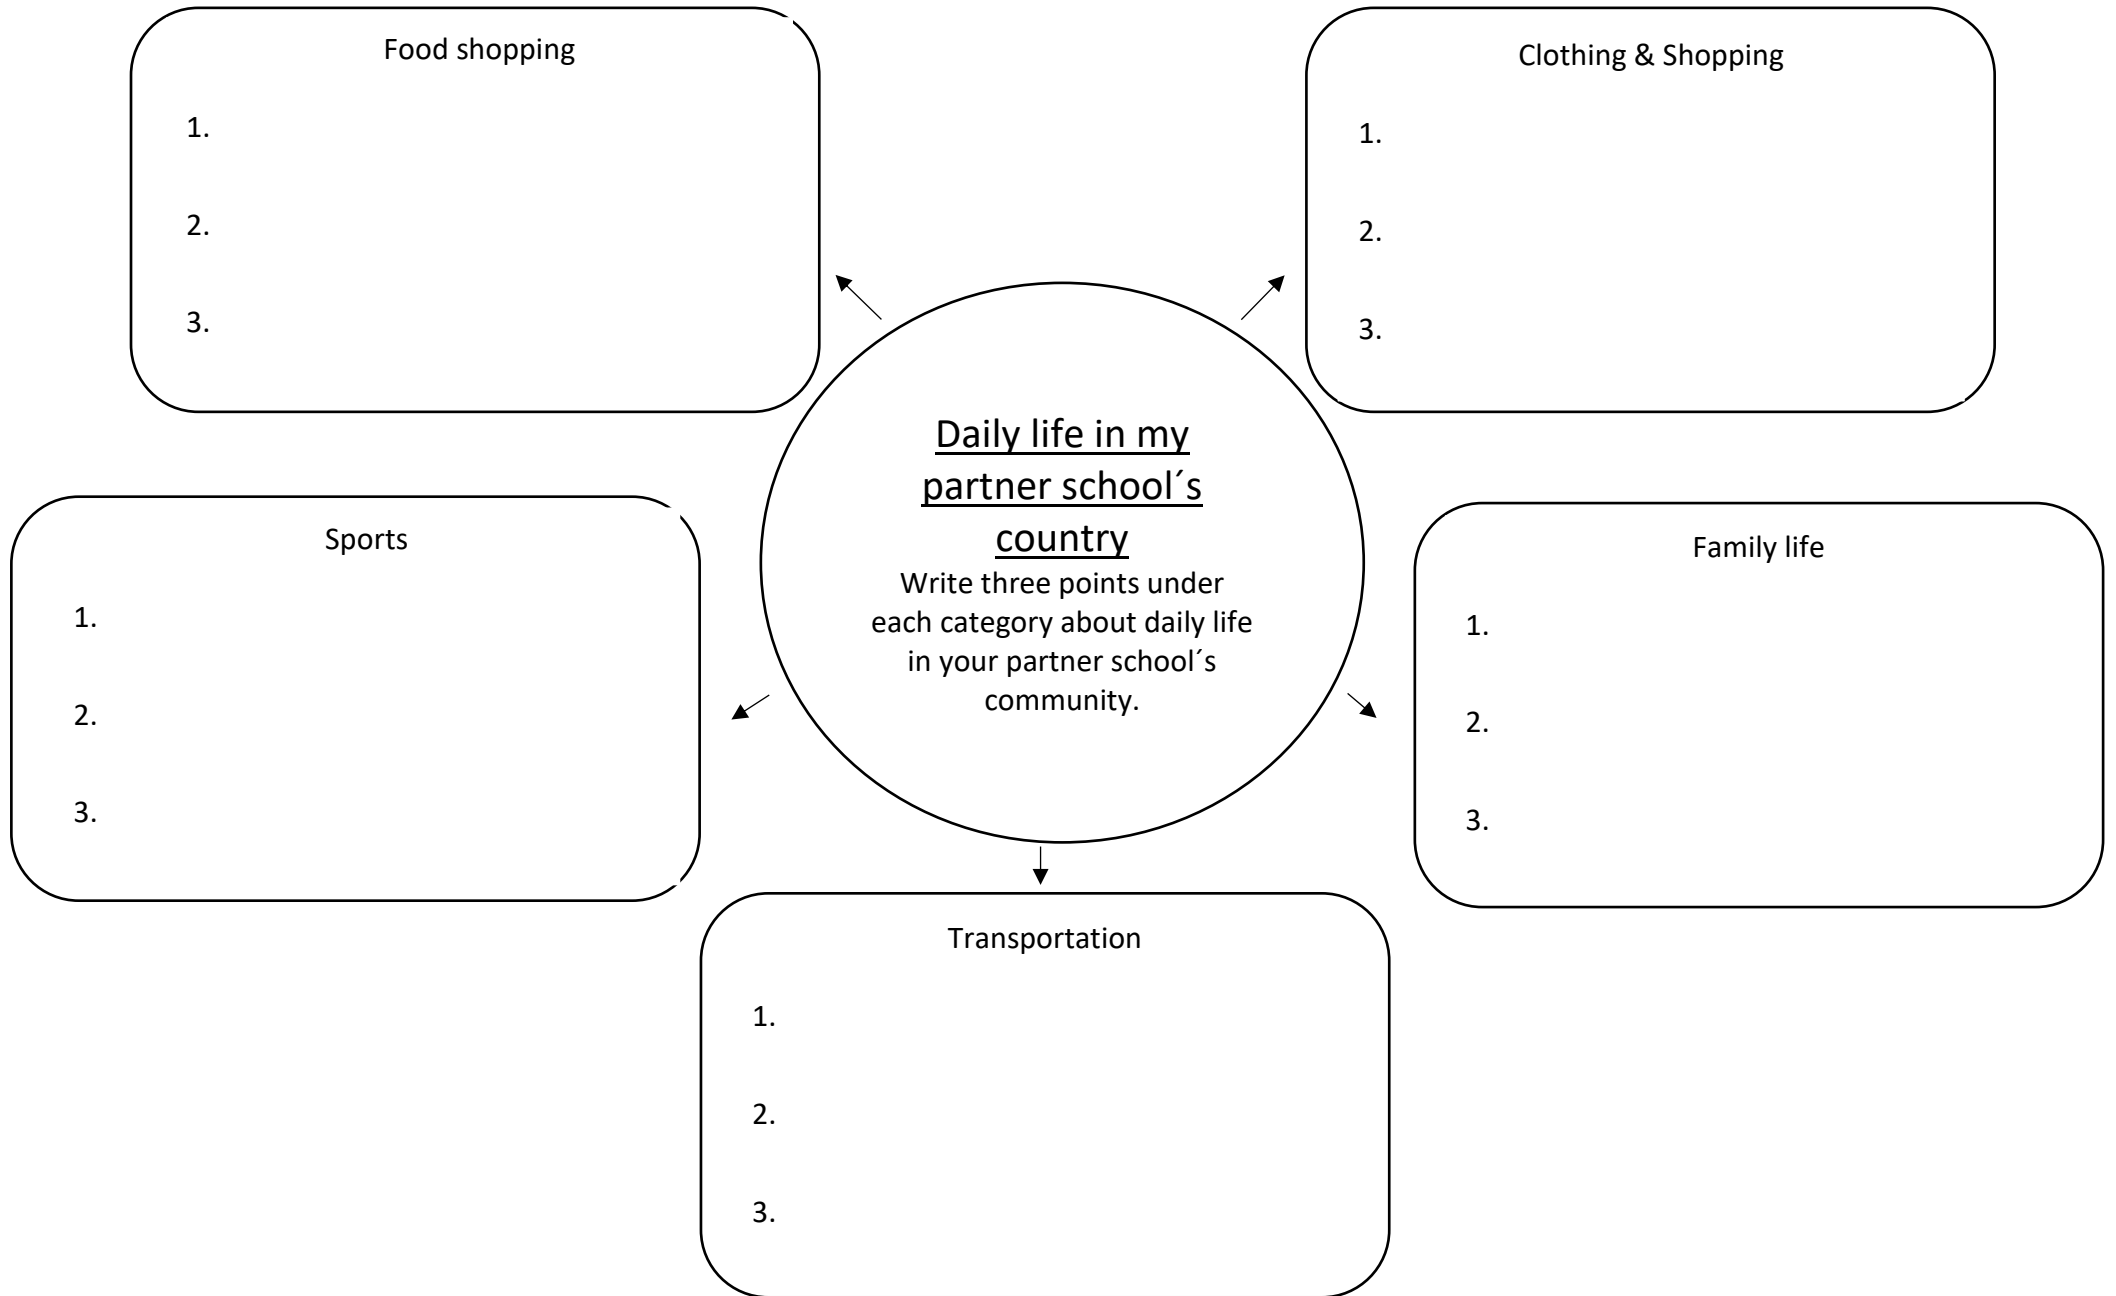 Food shopping
1.
2.
3.
Clothing & Shopping
1.
2.
3.
Daily life in my
partner school´s
country
Write three points under
each category about daily life
in your partner school´s
community.
Sports
1.
2.
3.
Family life
1.
2.
3.
Transportation
1.
2.
3.